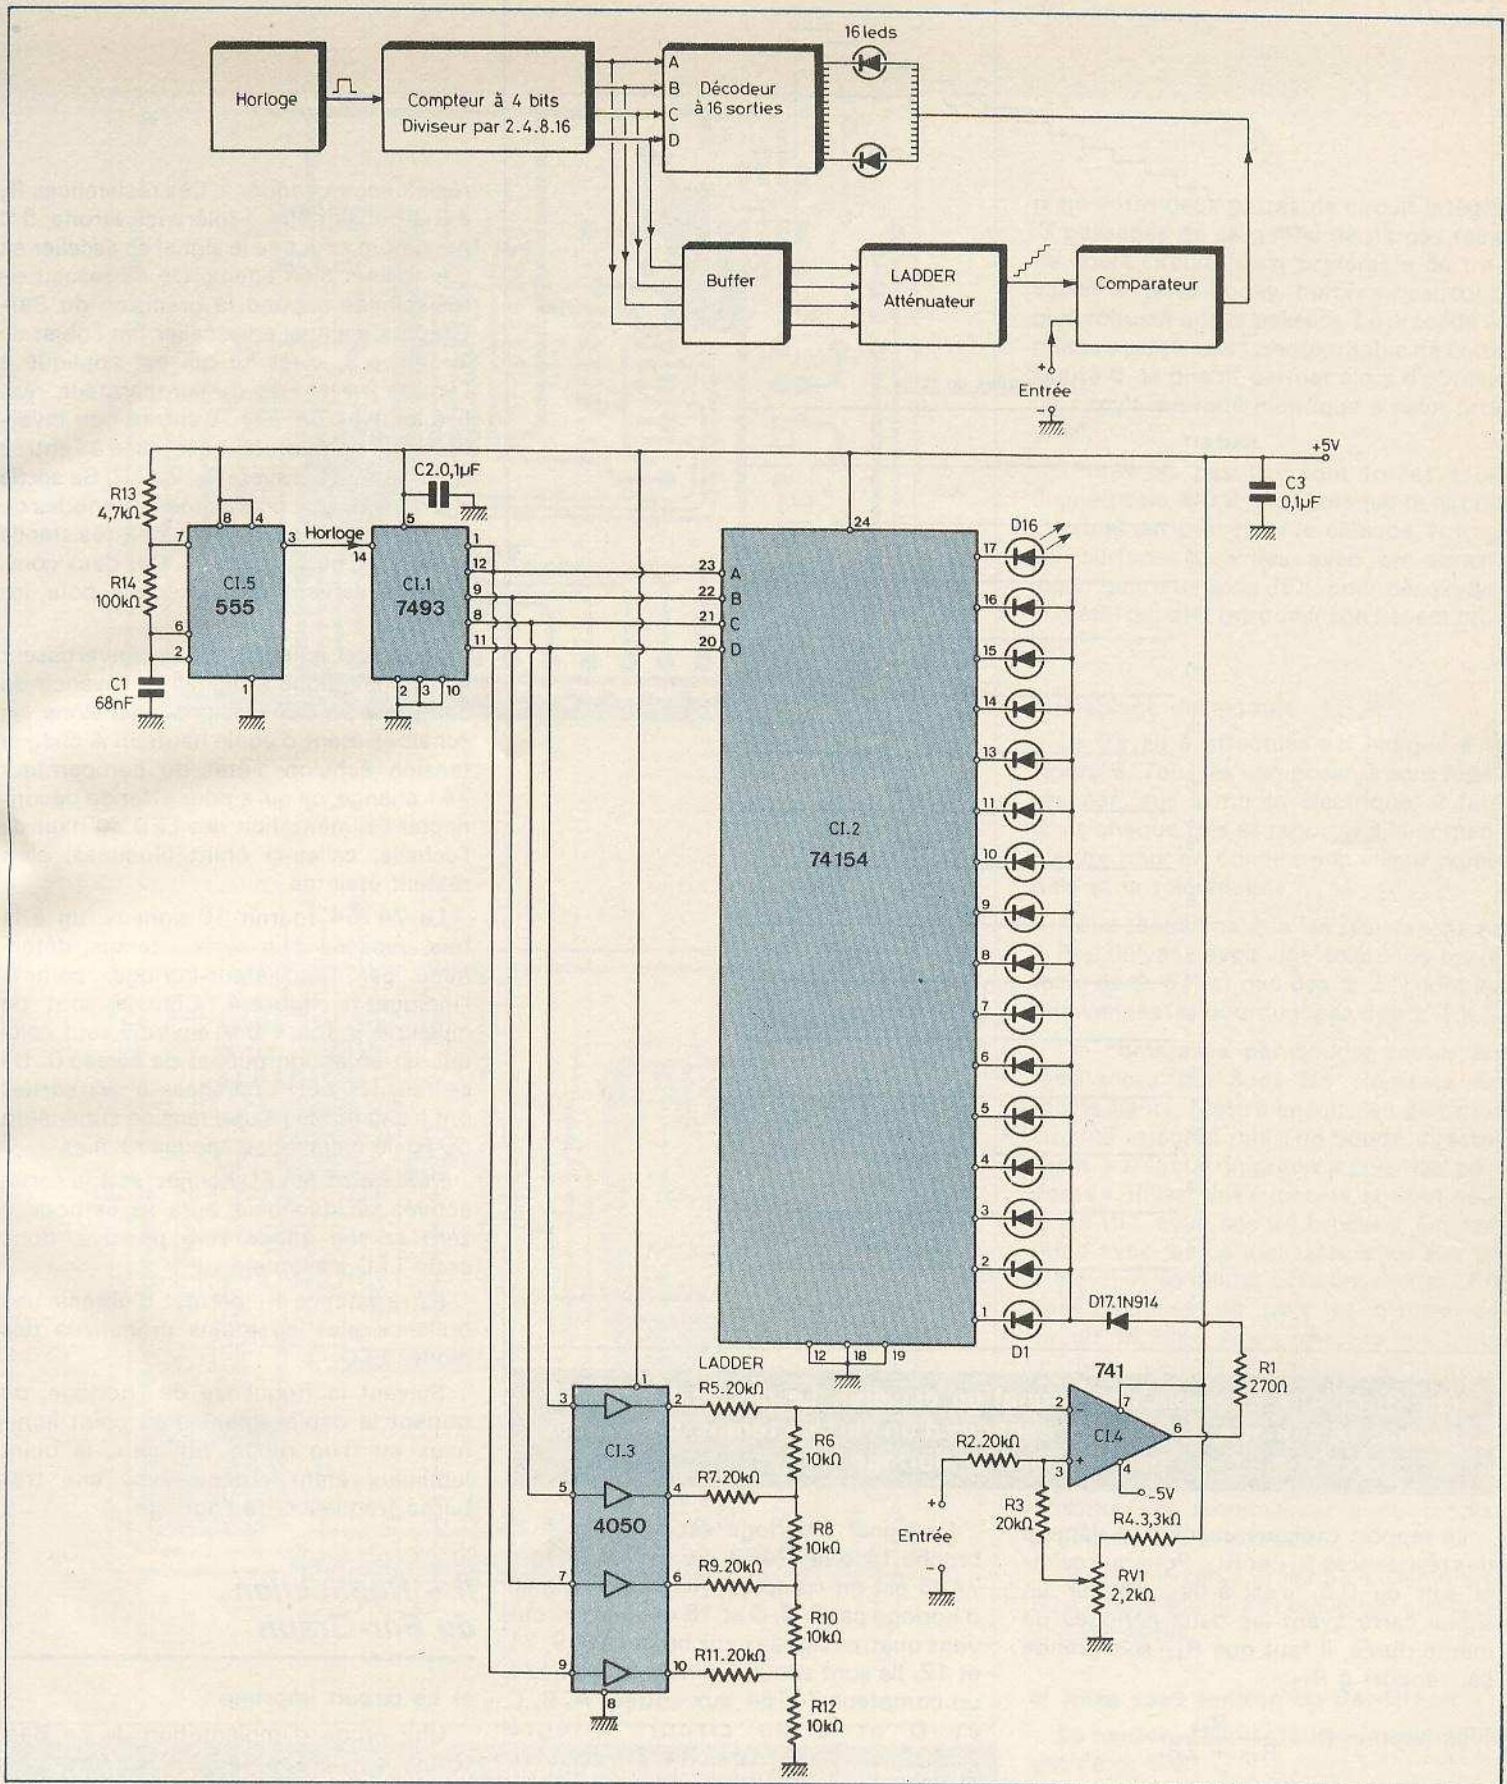 16 leds
Horloge
Compteur à 4 bits
Diviseur par 2.4.8.16
A
B
C
D
Décodeur
à 16 sorties
Buffer
LADDER
Atténuateur
Comparateur
+
Entrée
-
+5V
R13
4,7kΩ
R14
100kΩ
C1
68nF
7
6
2
8
4
3
1
CI.5
555
Horloge
14
C2.0,1µF
5
CI.1
7493
1
12
9
8
11
2
3
10
C3
0,1µF
24
23
A
22
B
21
C
20
D
CI.2
74154
D16
17
16
15
14
13
11
10
9
8
7
6
5
4
3
2
1
D1
12
18
19
D17.1N914
R1
270Ω
LADDER
1
3
2
R5.20kΩ
CI.3
R6
10kΩ
5
4
R7.20kΩ
4050
R8
10kΩ
7
6
R9.20kΩ
R10
10kΩ
9
10
R11.20kΩ
8
R12
10kΩ
741
2
-
7
CI.4
6
3
+
4
-5V
R2.20kΩ
R3
20kΩ
R4.3,3kΩ
RV1
2,2kΩ
+
Entrée
-